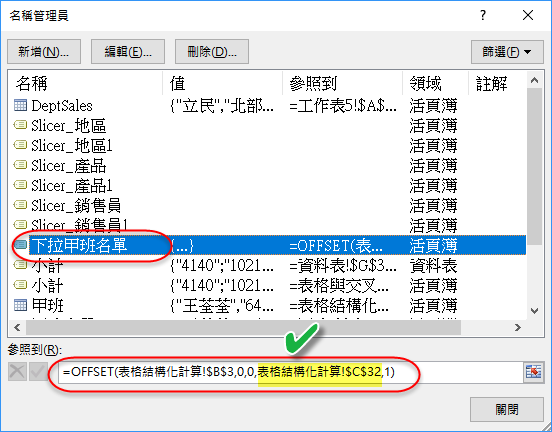 名稱管理員
新增(N)... 編輯(E)... 刪除(D)... 篩選(F)
名稱 值 參照到 領域 註解
DeptSales {"立民","北部... =工作表5!$A$... 活頁簿
Slicer_地區 活頁簿
Slicer_地區1 活頁簿
Slicer_產品 活頁簿
Slicer_產品1 活頁簿
Slicer_銷售員 活頁簿
Slicer_銷售員1 活頁簿
下拉甲班名單 {...} =OFFSET(表... 活頁簿
小計 {"4140";"1021... =資料表!$G$3... 資料表
小計 {"4140";"1021... =表格與交叉... 活頁簿
甲班 {"王荃荃","64... =表格結構化... 活頁簿
參照到(R):
=OFFSET(表格結構化計算!$B$3,0,0,表格結構化計算!$C$32,1)
關閉